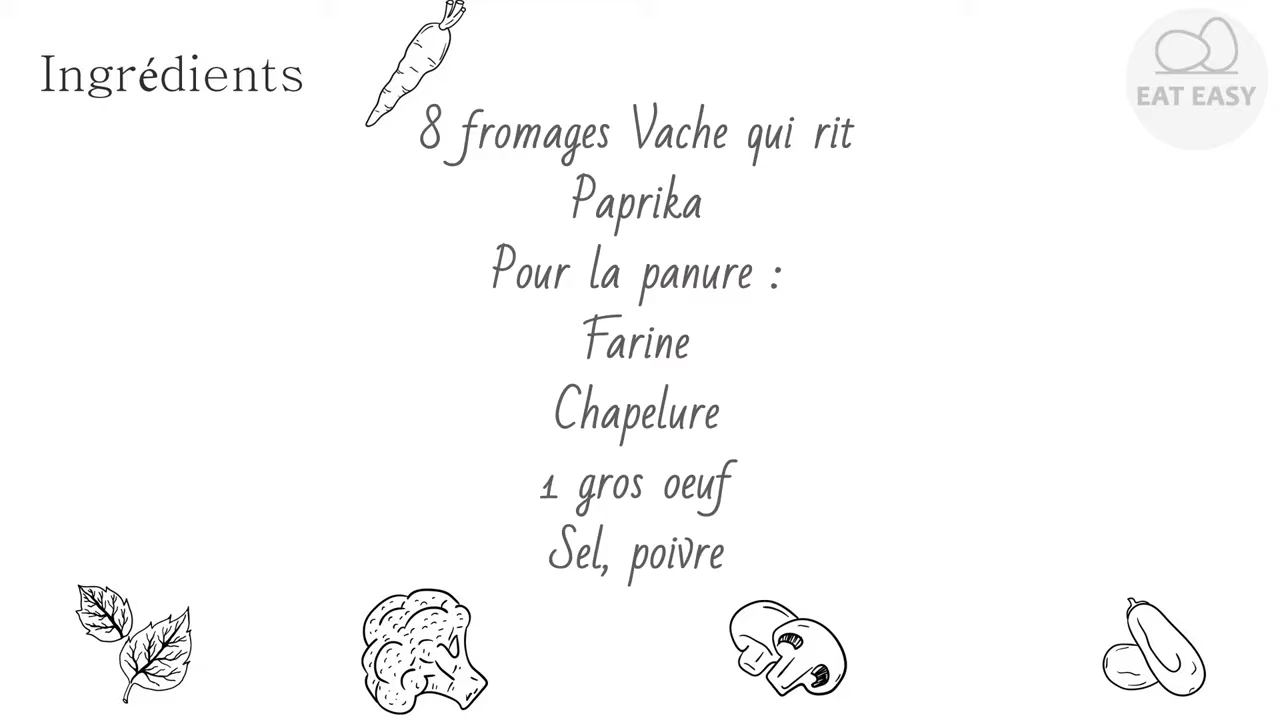 Ingrédients
EAT EASY
8 fromages Vache qui rit
Paprika
Pour la panure :
Farine
Chapelure
1 gros oeuf
Sel, poivre